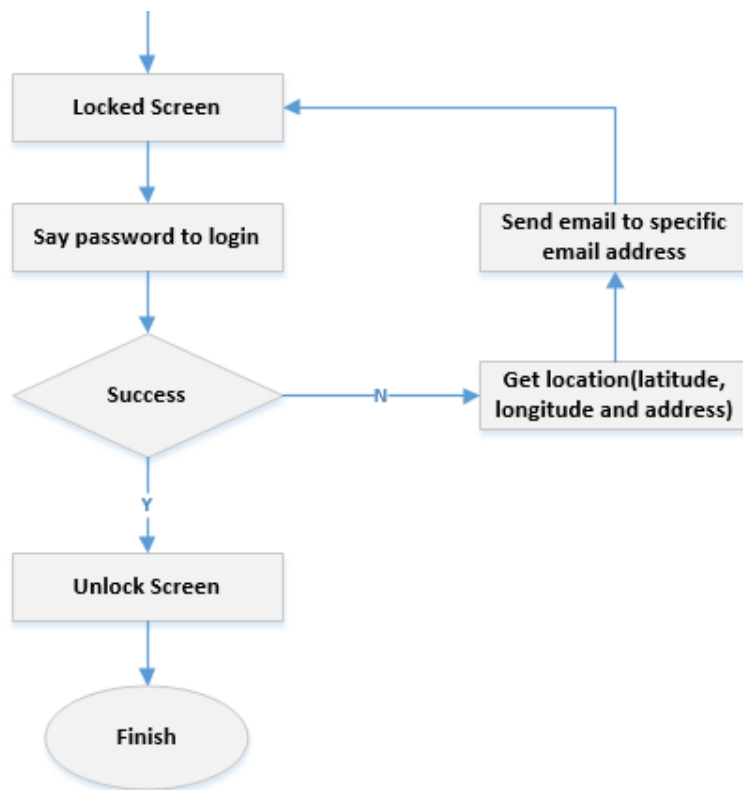 Locked Screen
Say password to login
Send email to specific
email address
Success
N
Get location(latitude,
longitude and address)
Y
Unlock Screen
Finish